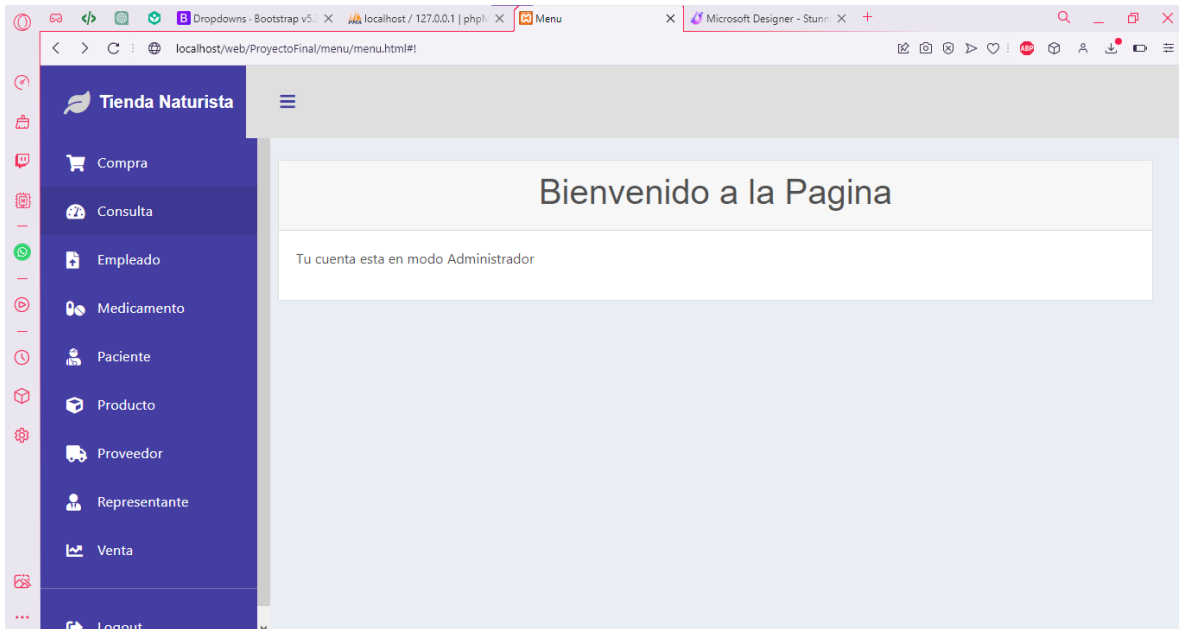 Dropdowns - Bootstrap v5.3
localhost / 127.0.0.1 | php
Menu
Microsoft Designer - Stunn
localhost/web/ProyectoFinal/menu/menu.html#!
ABP
Tienda Naturista
Compra
Consulta
Empleado
Medicamento
Paciente
Producto
Proveedor
Representante
Venta
Logout
Bienvenido a la Pagina
Tu cuenta esta en modo Administrador